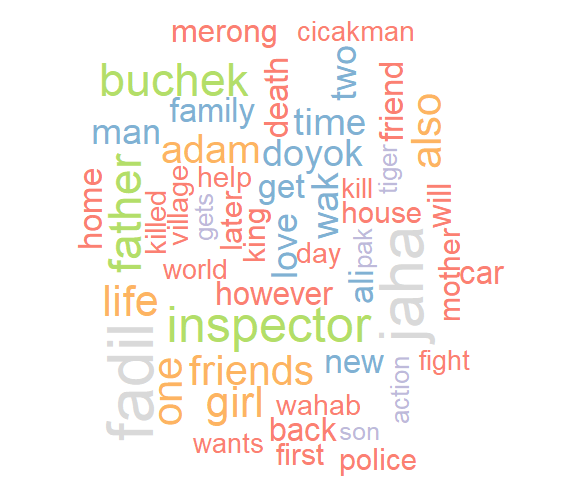 merong
cicakman
buchek
death
two
family
man
time
friend
also
adam
doyok
tiger
father
home
killed
village
help
gets
get
wak
kill
will
later
king
love
house
day
pak
jaha
world
ali
mother
car
however
life
inspector
fadil
one
friends
new
fight
girl
action
wahab
back
son
wants
first
police